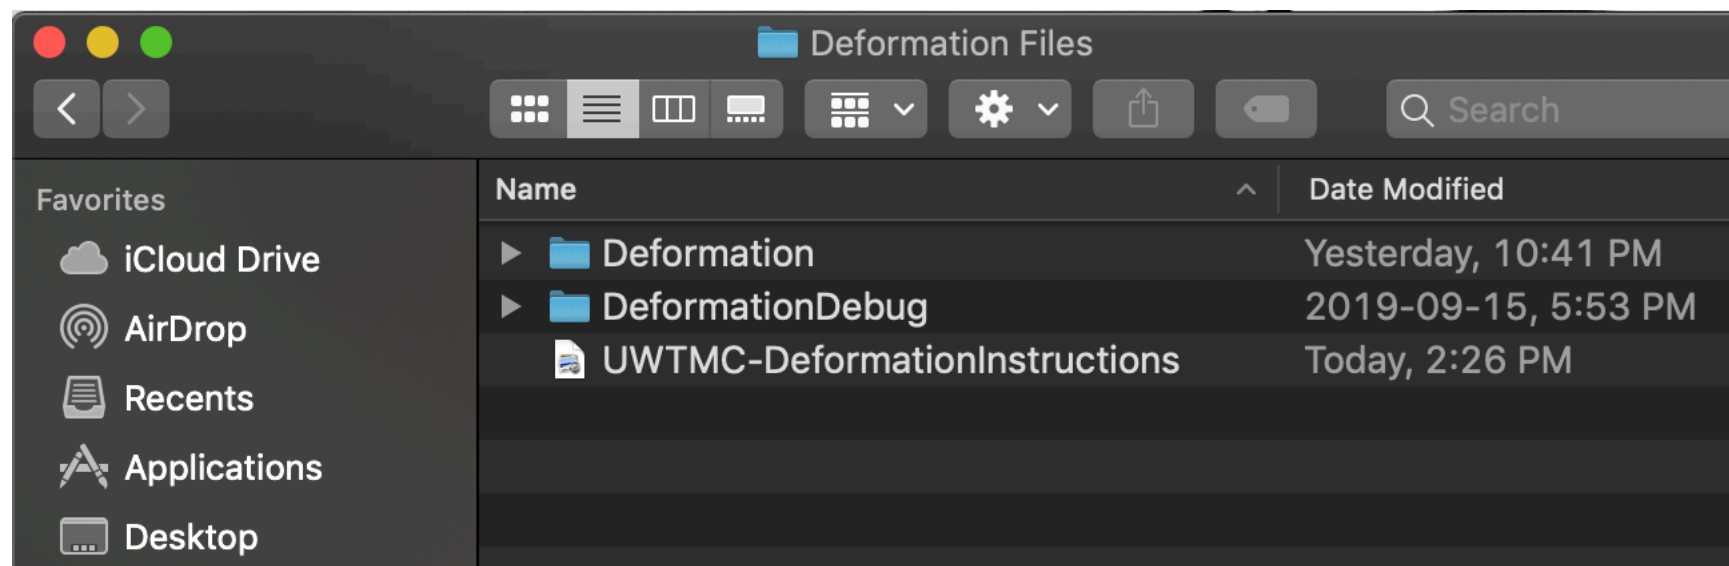 Deformation Files
Search
Favorites
iCloud Drive
AirDrop
Recents
Applications
Desktop
Name Date Modified
Deformation Yesterday, 10:41 PM
DeformationDebug 2019-09-15, 5:53 PM
UWTMC-DeformationInstructions Today, 2:26 PM